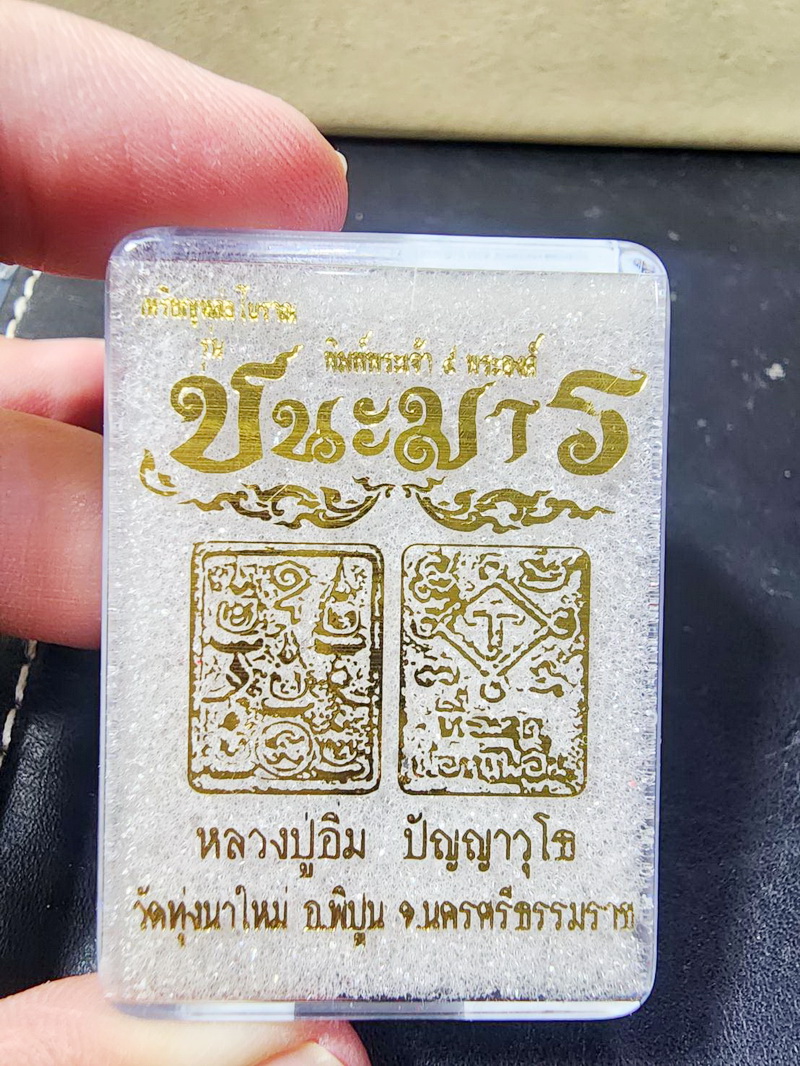 เหรียญหล่อโบราณ
รุ่น พิมพ์พระเจ้า ๕ พระองค์
ชนะมาร
หลวงปู่อิ่ม ปัญญาวุโธ
วัดทุ่งนาใหม่ อ.พิปูน จ.นครศรีธรรมราช